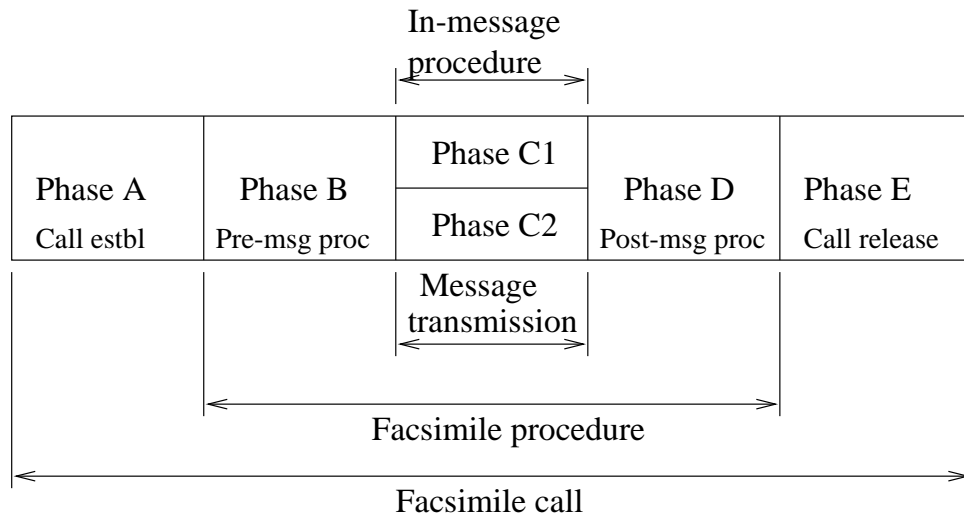 In-message
procedure
Phase A
Call estbl
Phase B
Pre-msg proc
Phase C1
Phase C2
Phase D
Post-msg proc
Phase E
Call release
Message
transmission
Facsimile procedure
Facsimile call